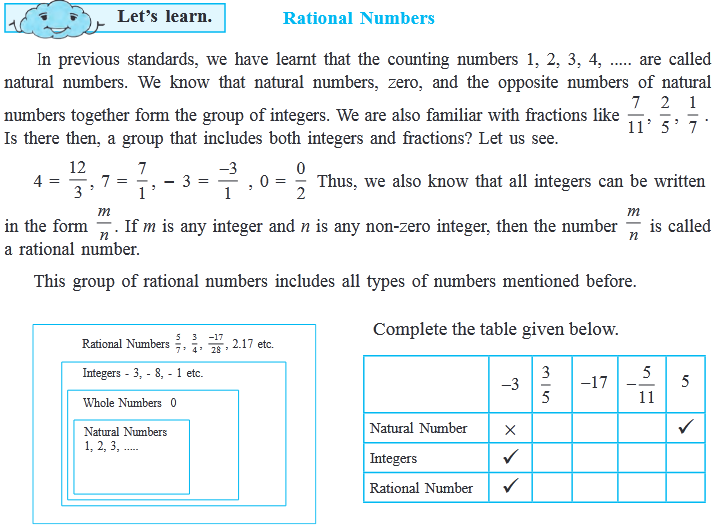 Let's learn.
Rational Numbers
In previous standards, we have learnt that the counting numbers 1, 2, 3, 4, ..... are called
natural numbers. We know that natural numbers, zero, and the opposite numbers of natural
numbers together form the group of integers. We are also familiar with fractions like 7/11, 2/5, 1/7.
Is there then, a group that includes both integers and fractions? Let us see.
4 = 12/3, 7 = 7/1, - 3 = -3/1, 0 = 0/2 Thus, we also know that all integers can be written
in the form m/n. If m is any integer and n is any non-zero integer, then the number m/n is called
a rational number.
This group of rational numbers includes all types of numbers mentioned before.
Rational Numbers 5/7, 3/4, -17/28, 2.17 etc.
Integers - 3, - 8, - 1 etc.
Whole Numbers 0
Natural Numbers
1, 2, 3, .....
Complete the table given below.
–3 3/5 –17 –5/11 5
Natural Number × ✓
Integers ✓
Rational Number ✓